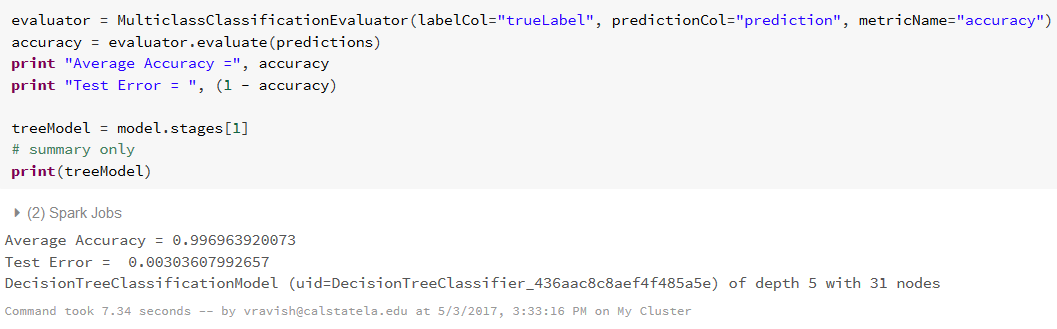 evaluator = MulticlassClassificationEvaluator(labelCol="trueLabel", predictionCol="prediction", metricName="accuracy")
accuracy = evaluator.evaluate(predictions)
print "Average Accuracy =", accuracy
print "Test Error = ", (1 - accuracy)
treeModel = model.stages[1]
# summary only
print(treeModel)
(2) Spark Jobs
Average Accuracy = 0.996963920073
Test Error =  0.00303607992657
DecisionTreeClassificationModel (uid=DecisionTreeClassifier_436aac8c8aef4f485a5e) of depth 5 with 31 nodes
Command took 7.34 seconds -- by vravish@calstatela.edu at 5/3/2017, 3:33:16 PM on My Cluster